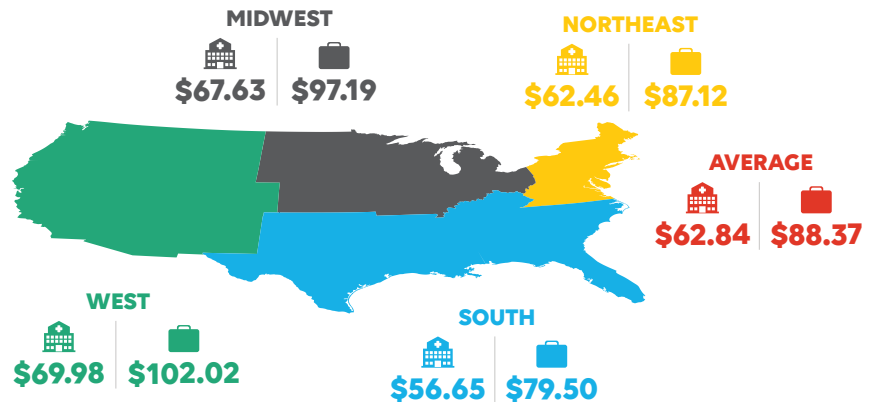 MIDWEST
$67.63 $97.19
NORTHEAST
$62.46 $87.12
AVERAGE
$62.84 $88.37
WEST
$69.98 $102.02
SOUTH
$56.65 $79.50